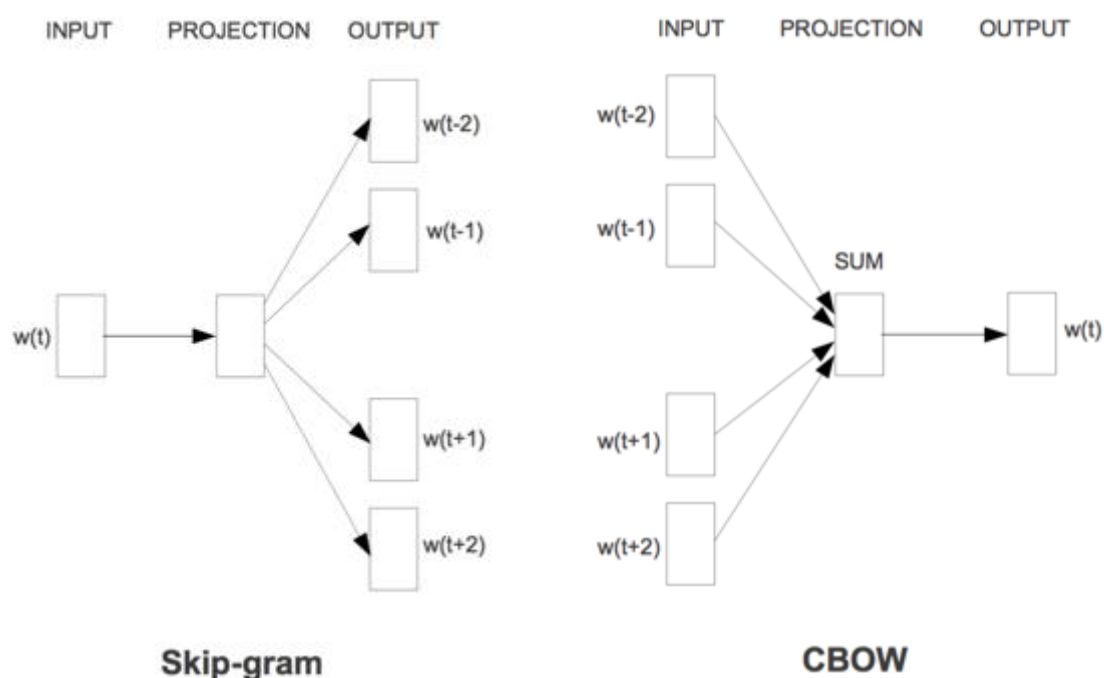 INPUT PROJECTION OUTPUT
w(t-2)
w(t-1)
w(t)
w(t+1)
w(t+2)
Skip-gram
INPUT PROJECTION OUTPUT
w(t-2)
w(t-1)
SUM
w(t)
w(t+1)
w(t+2)
CBOW